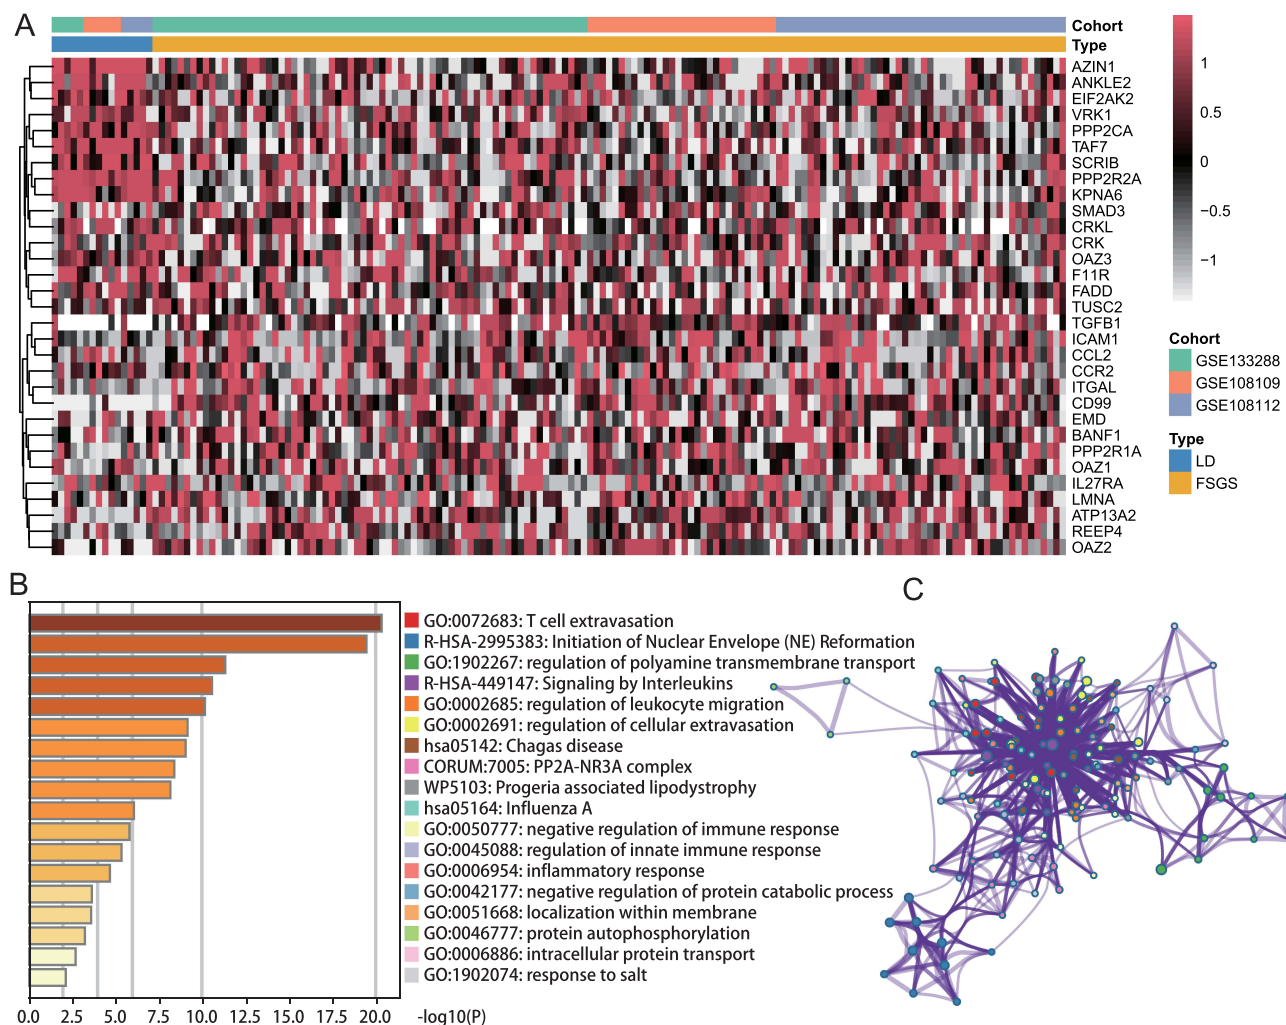 A
Cohort
Type
AZIN1
ANKLE2
EIF2AK2
VRK1
PPP2CA
TAF7
SCRIB
PPP2R2A
KPNA6
SMAD3
CRKL
CRK
OAZ3
F11R
FADD
TUSC2
TGFB1
ICAM1
CCL2
CCR2
ITGAL
CD99
EMD
BANF1
PPP2R1A
OAZ1
IL27RA
LMNA
ATP13A2
REEP4
OAZ2
1
0.5
0
−0.5
−1
Cohort
GSE133288
GSE108109
GSE108112
Type
LD
FSGS
B
GO:0072683: T cell extravasation
R-HSA-2995383: Initiation of Nuclear Envelope (NE) Reformation
GO:1902267: regulation of polyamine transmembrane transport
R-HSA-449147: Signaling by Interleukins
GO:0002685: regulation of leukocyte migration
GO:0002691: regulation of cellular extravasation
hsa05142: Chagas disease
CORUM:7005: PP2A-NR3A complex
WP5103: Progeria associated lipodystrophy
hsa05164: Influenza A
GO:0050777: negative regulation of immune response
GO:0045088: regulation of innate immune response
GO:0006954: inflammatory response
GO:0042177: negative regulation of protein catabolic process
GO:0051668: localization within membrane
GO:0046777: protein autophosphorylation
GO:0006886: intracellular protein transport
GO:1902074: response to salt
0.0 2.5 5.0 7.5 10.0 12.5 15.0 17.5 20.0 -log10(P)
C